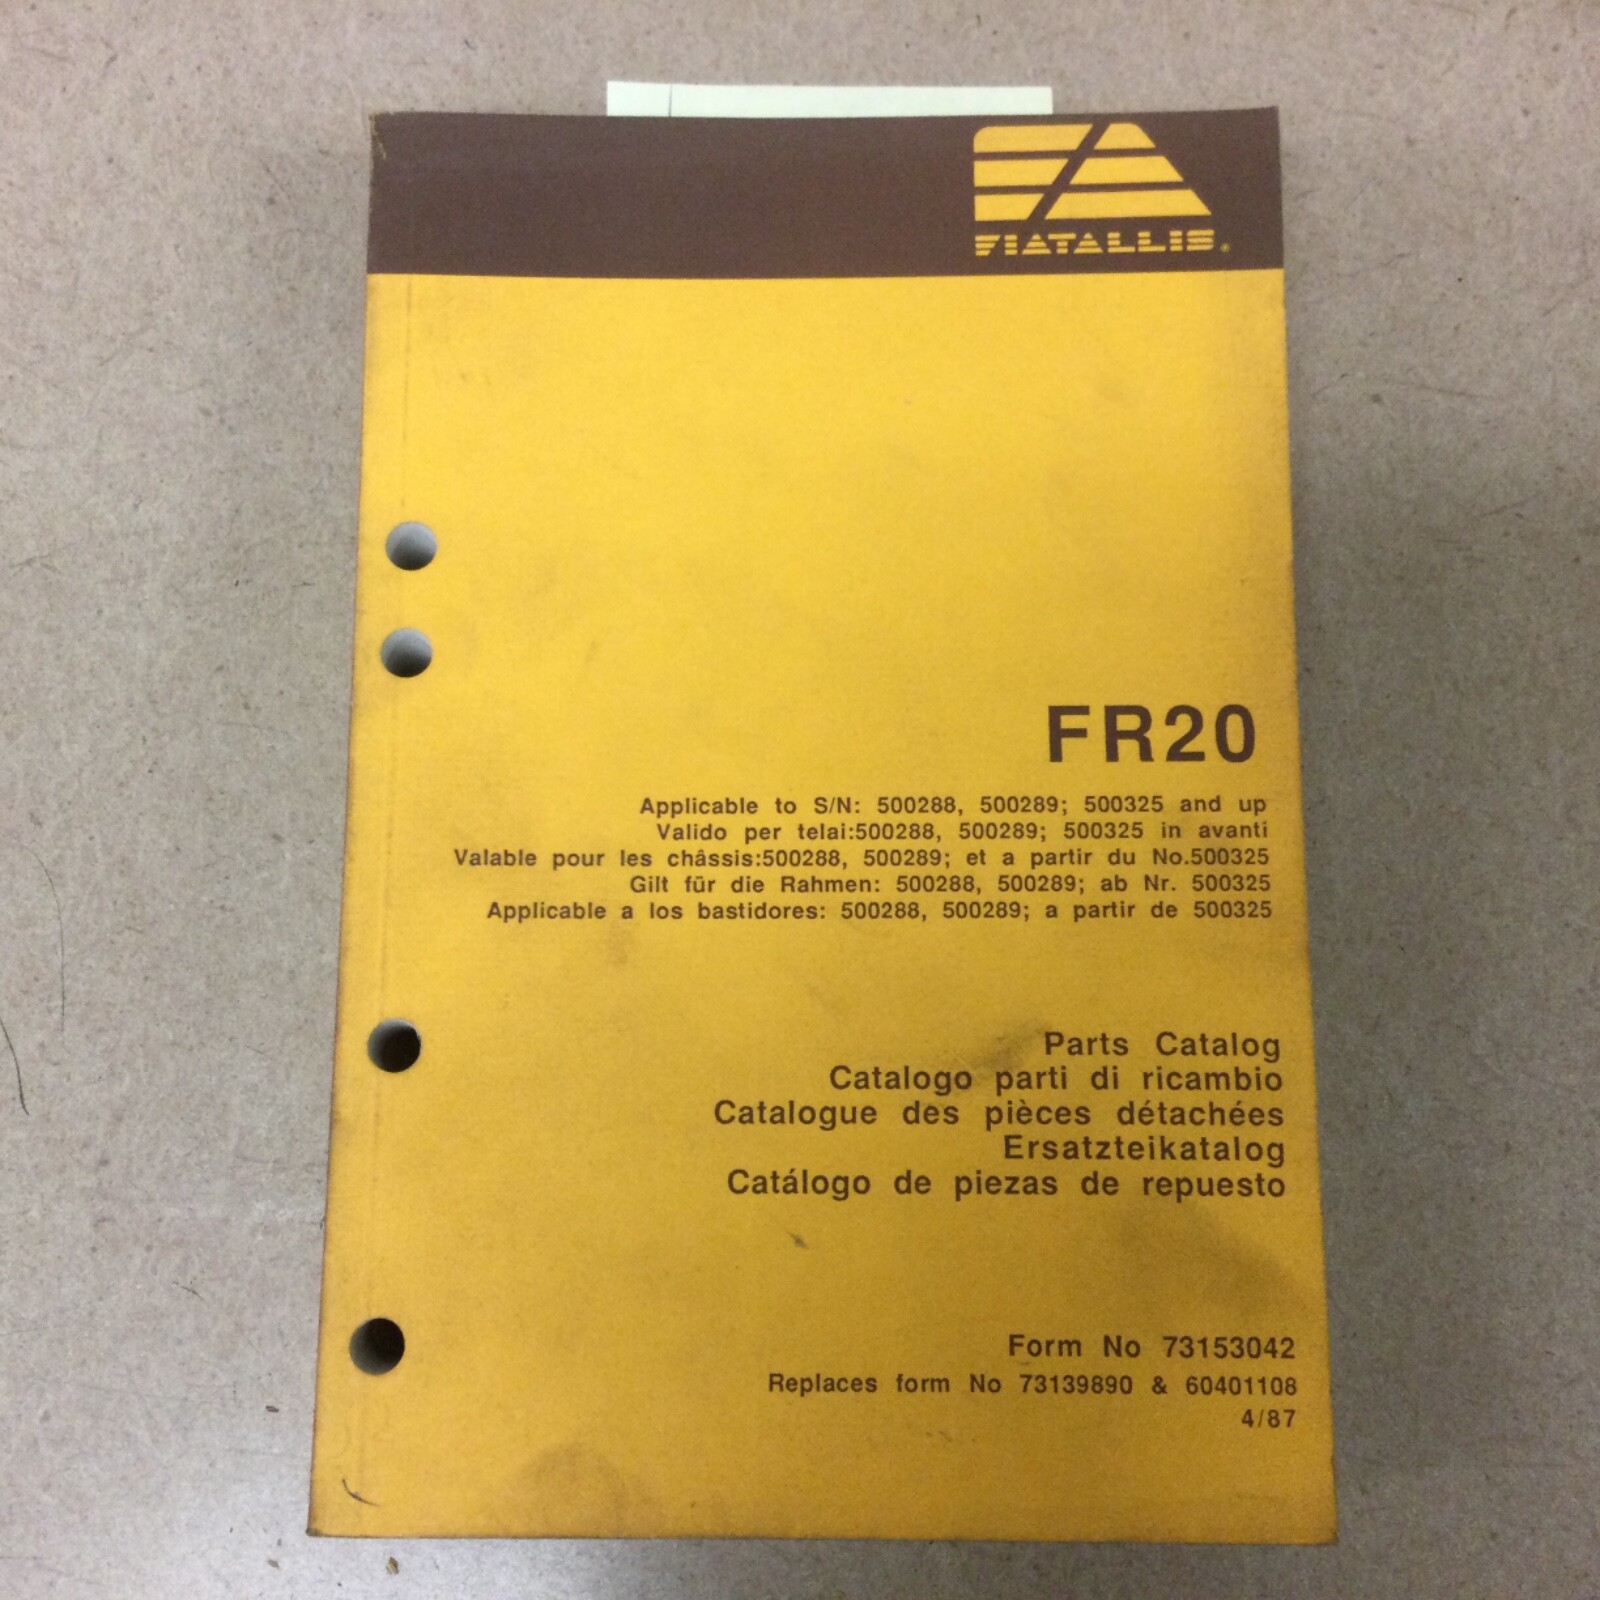 FIATALLIS®
FR20
Applicable to S/N: 500288, 500289; 500325 and up
Valido per telai:500288, 500289; 500325 in avanti
Valable pour les châssis:500288, 500289; et a partir du No.500325
Gilt für die Rahmen: 500288, 500289; ab Nr. 500325
Applicable a los bastidores: 500288, 500289; a partir de 500325
Parts Catalog
Catalogo parti di ricambio
Catalogue des pièces détachées
Ersatzteikatalog
Catálogo de piezas de repuesto
Form No 73153042
Replaces form No 73139890 & 60401108
4/87